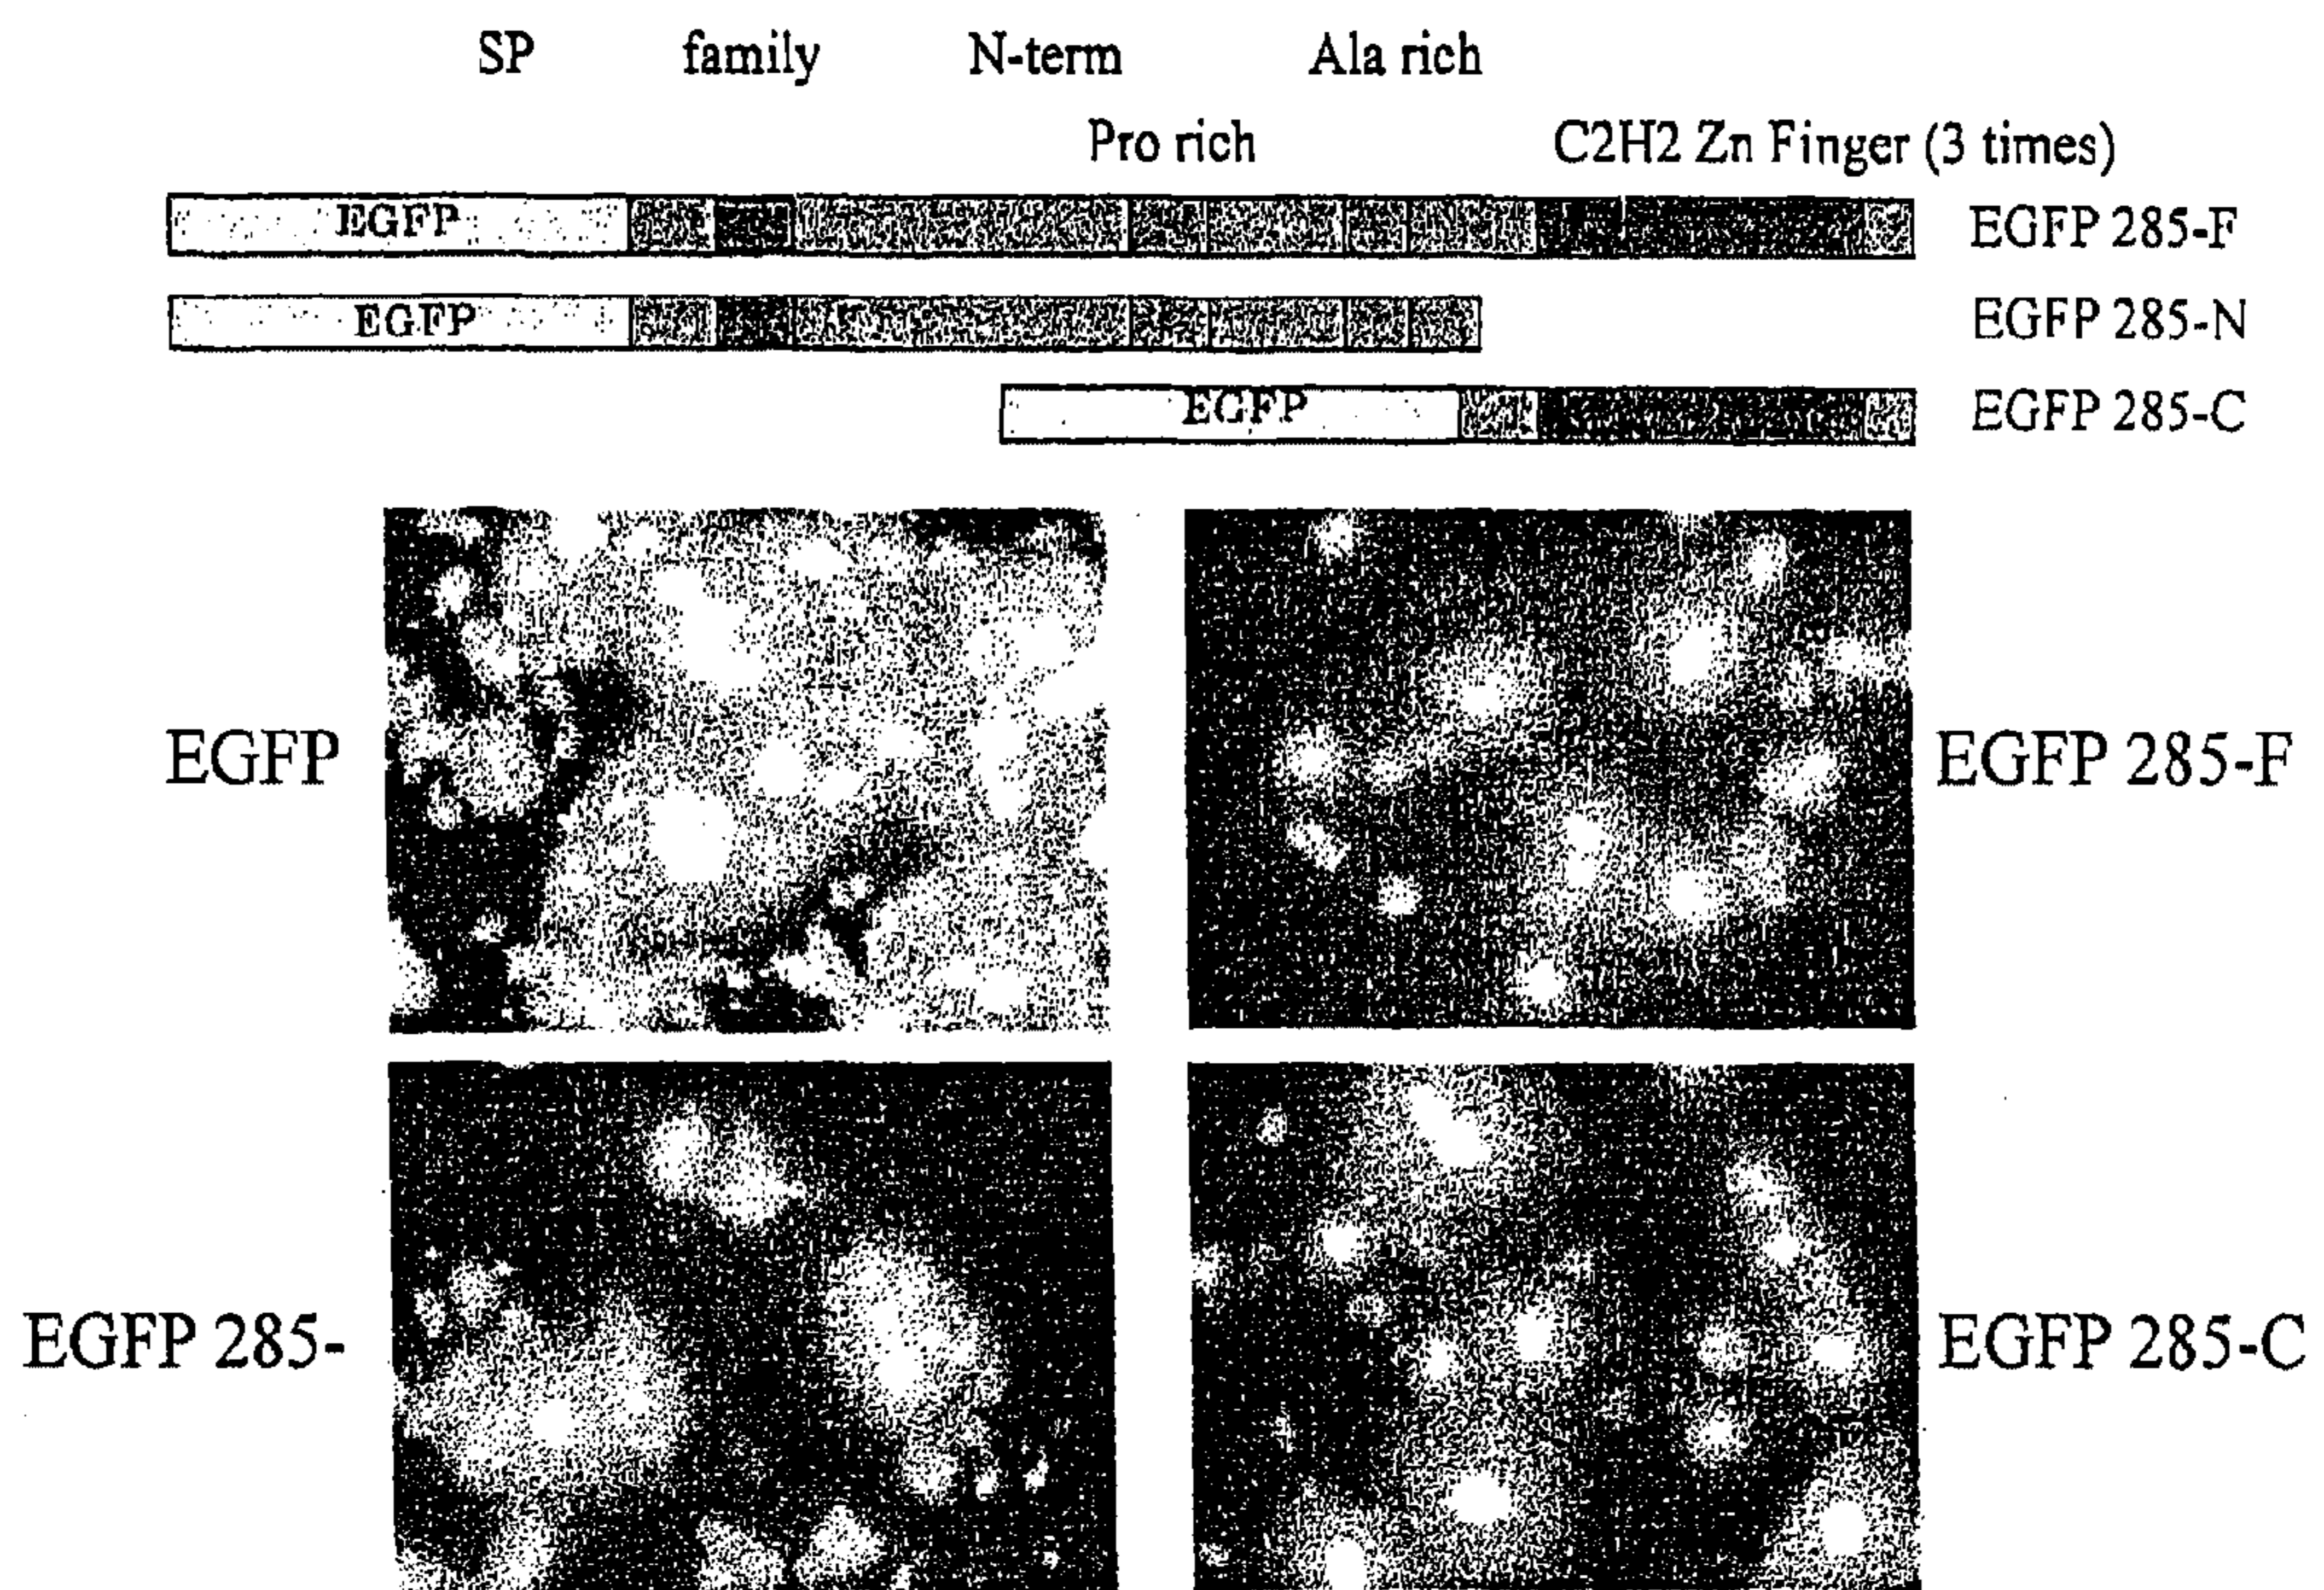 SP family N-term Ala rich
Pro rich C2H2 Zn Finger (3 times)
EGFP EGFP 285-F
EGFP EGFP 285-N
EGFP EGFP 285-C
EGFP EGFP 285-F
EGFP 285- EGFP 285-C